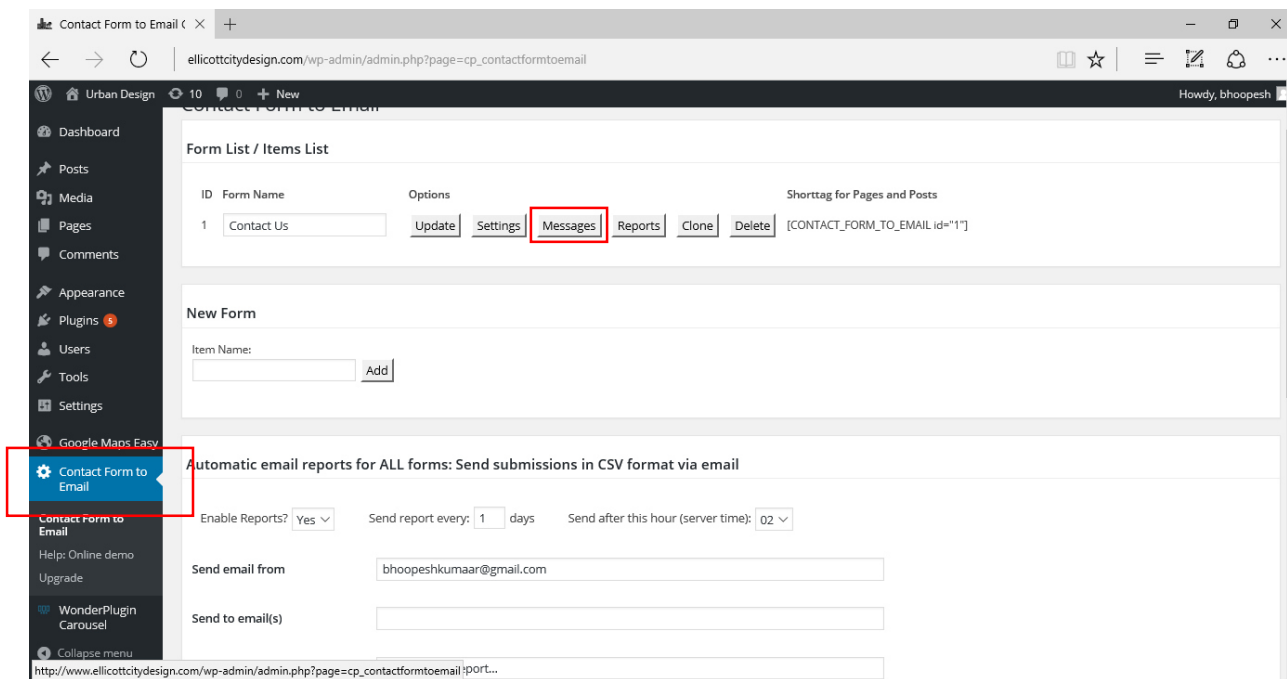 Contact Form to Email C
ellicottcitydesign.com/wp-admin/admin.php?page=cp_contactformtoemail
Urban Design 10 0 + New Howdy, bhoopesh
Contact Form to Email
Dashboard
Posts
Media
Pages
Comments
Appearance
Plugins 5
Users
Tools
Settings
Google Maps Easy
Contact Form to
Email
Contact Form to
Email
Help: Online demo
Upgrade
WonderPlugin
Carousel
Collapse menu
Form List / Items List
ID Form Name Options Shorttag for Pages and Posts
1 Contact Us Update Settings Messages Reports Clone Delete [CONTACT_FORM_TO_EMAIL id="1"]
New Form
Item Name:
Add
Automatic email reports for ALL forms: Send submissions in CSV format via email
Enable Reports? Yes Send report every: 1 days Send after this hour (server time): 02
Send email from bhoopeshkumaar@gmail.com
Send to email(s)
port...
http://www.ellicottcitydesign.com/wp-admin/admin.php?page=cp_contactformtoemail